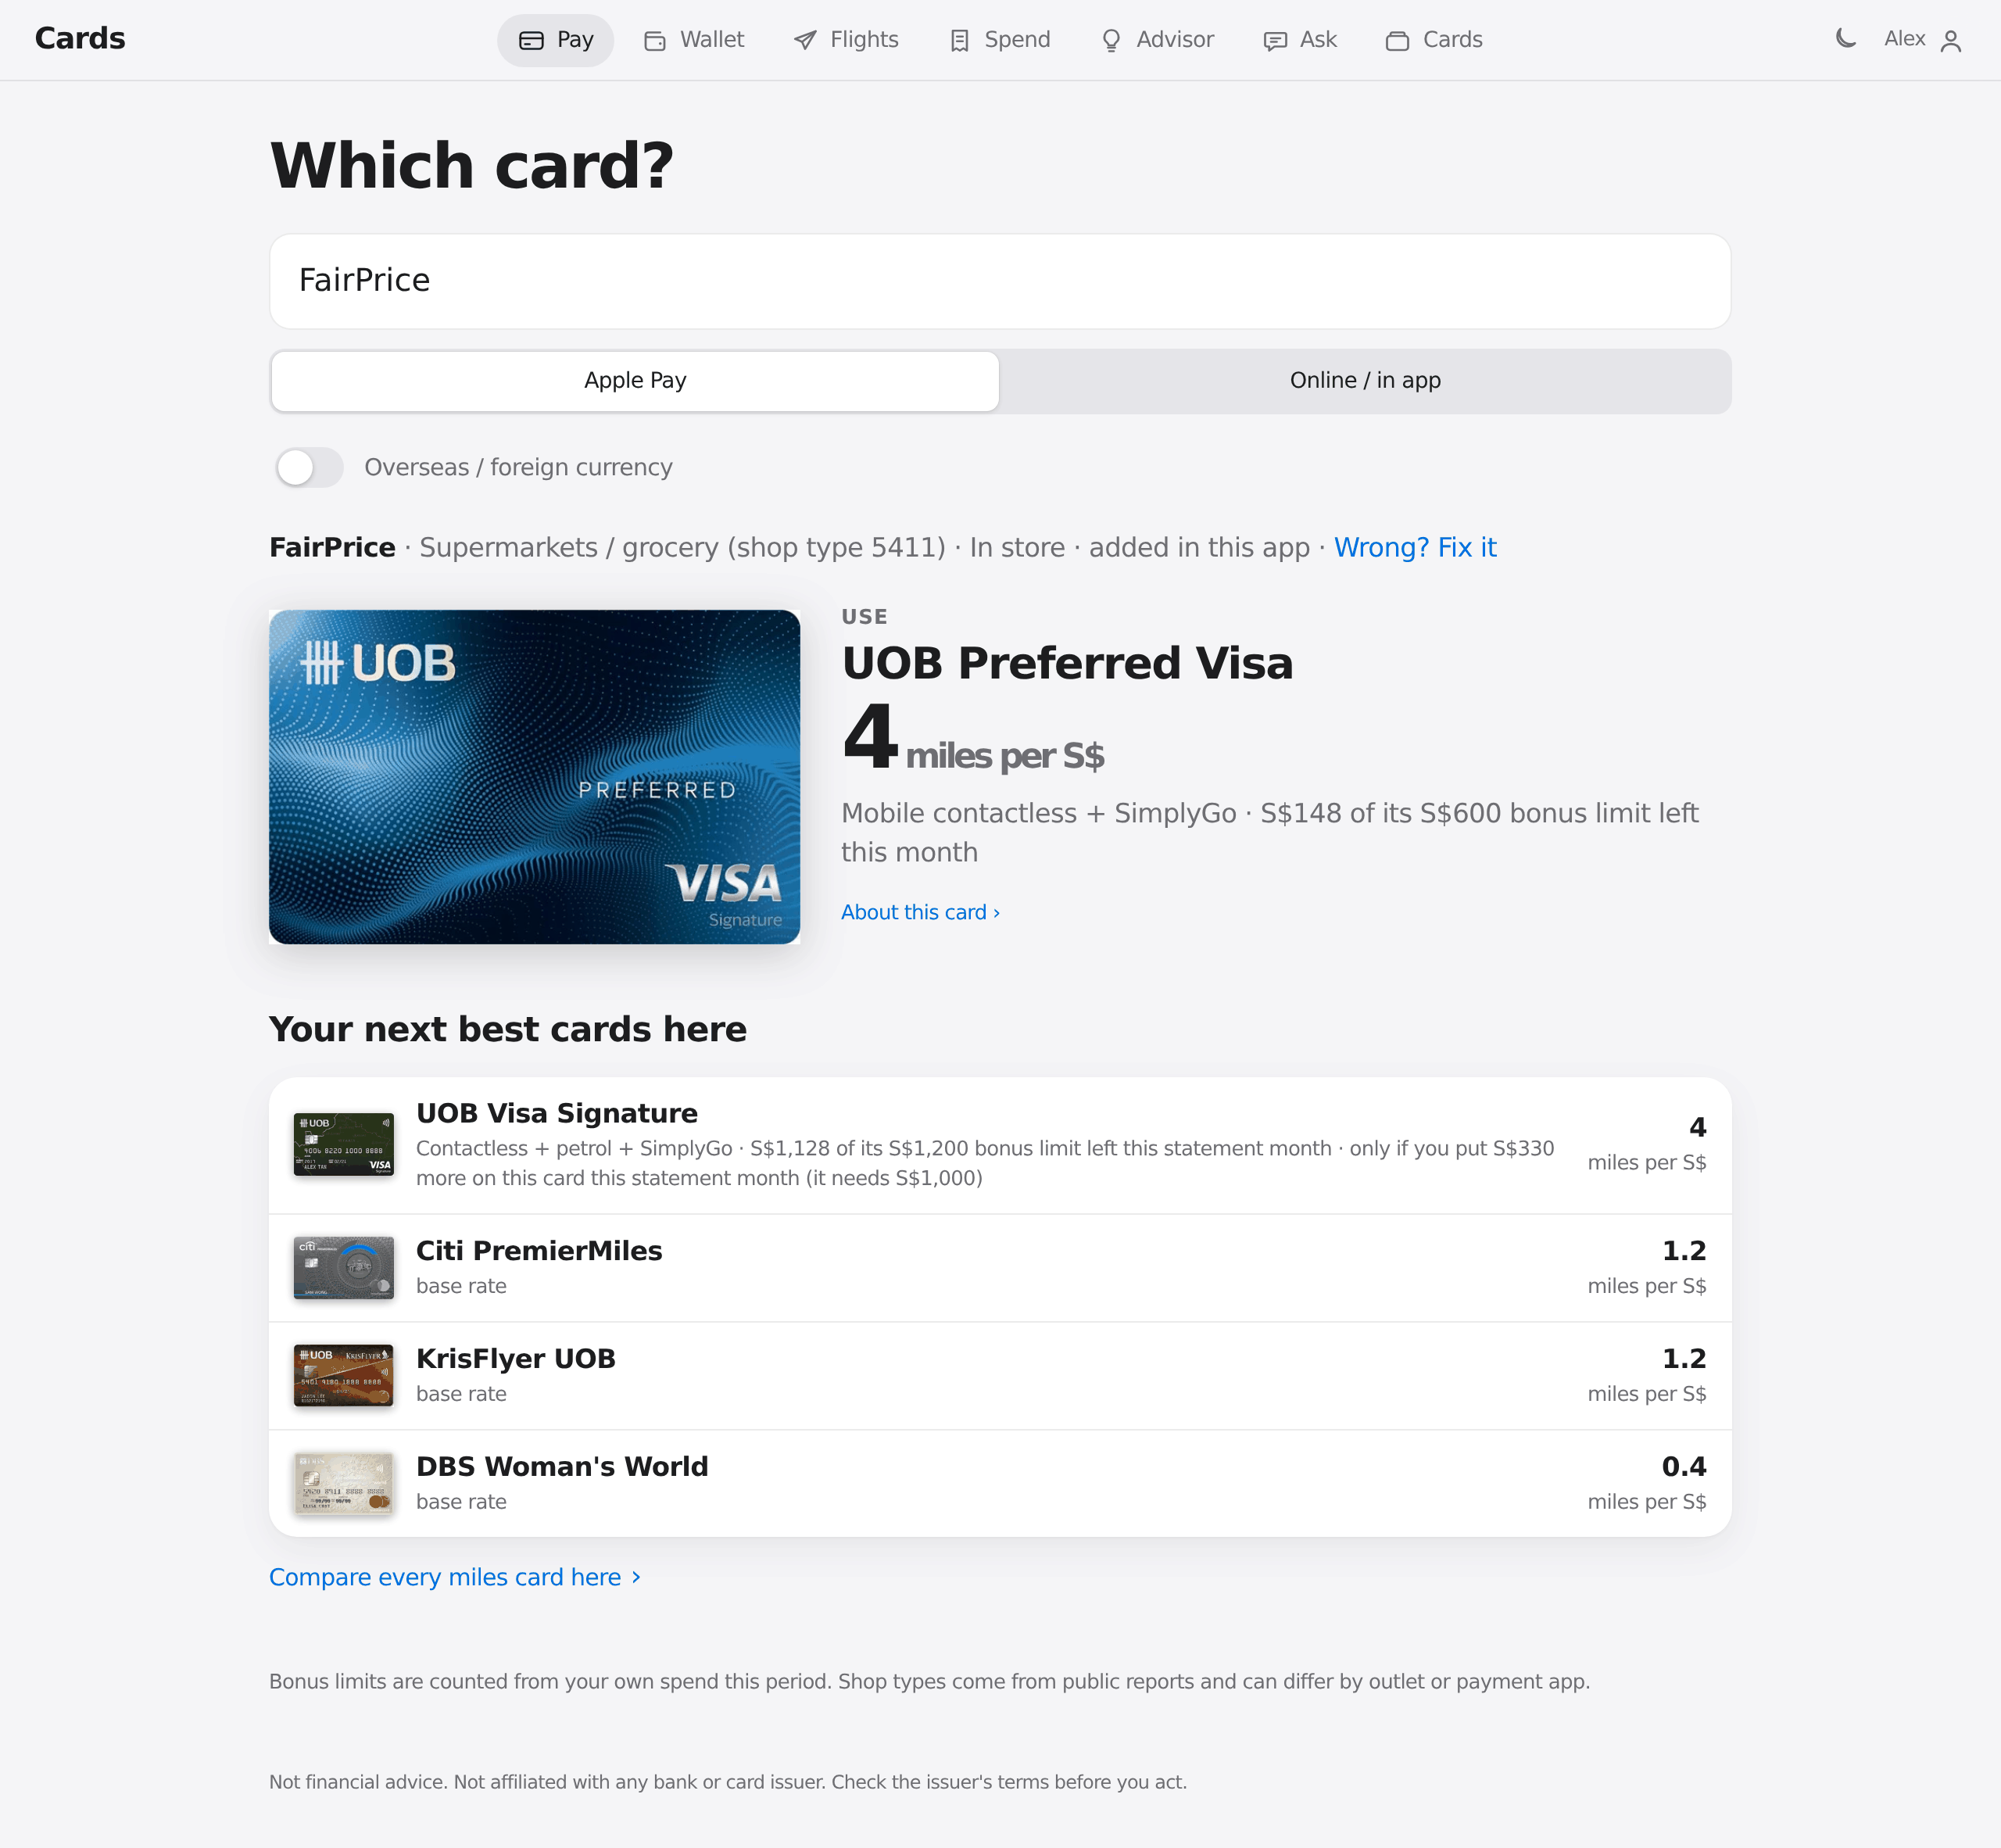 Cards
Pay
Wallet
Flights
Spend
Advisor
Ask
Cards
Alex
Which card?
FairPrice
Apple Pay
Online / in app
Overseas / foreign currency
FairPrice · Supermarkets / grocery (shop type 5411) · In store · added in this app · Wrong? Fix it
UOB
PREFERRED
VISA
Signature
USE
UOB Preferred Visa
4 miles per S$
Mobile contactless + SimplyGo · S$148 of its S$600 bonus limit left
this month
About this card ›
Your next best cards here
UOB
VISA
UOB Visa Signature
Contactless + petrol + SimplyGo · S$1,128 of its S$1,200 bonus limit left this statement month · only if you put S$330
more on this card this statement month (it needs S$1,000)
4
miles per S$
citi
Citi PremierMiles
base rate
1.2
miles per S$
UOB
KRISFLYER
KrisFlyer UOB
base rate
1.2
miles per S$
DBS Woman's World
base rate
0.4
miles per S$
Compare every miles card here ›
Bonus limits are counted from your own spend this period. Shop types come from public reports and can differ by outlet or payment app.
Not financial advice. Not affiliated with any bank or card issuer. Check the issuer's terms before you act.